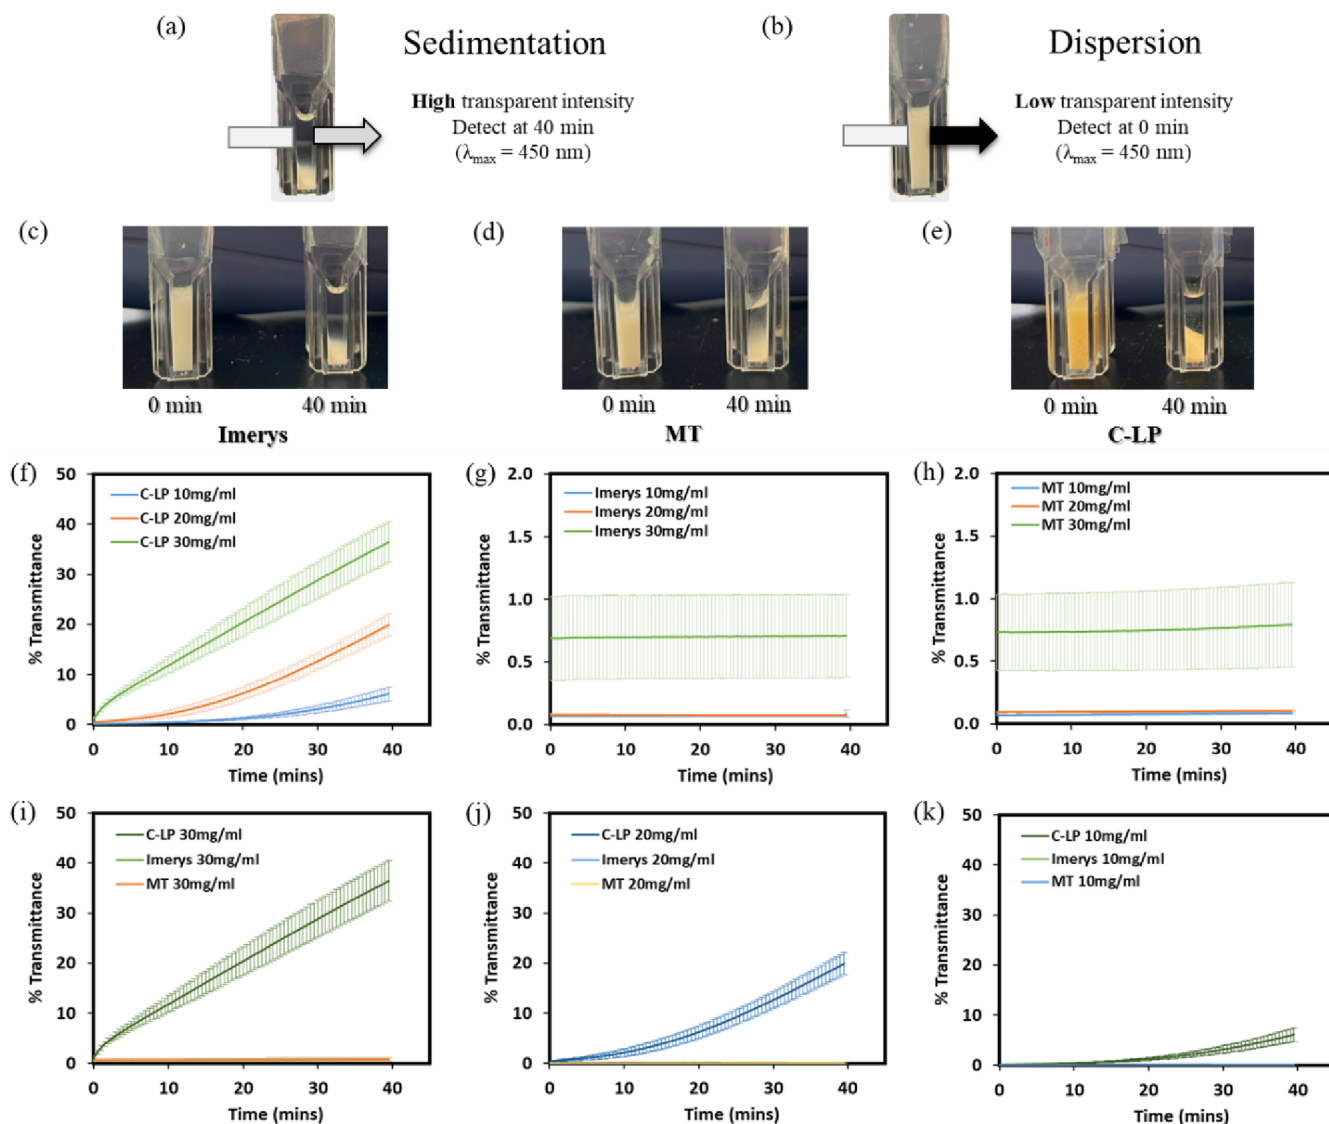 (a)
Sedimentation
High transparent intensity
Detect at 40 min
(λmax = 450 nm)
(b)
Dispersion
Low transparent intensity
Detect at 0 min
(λmax = 450 nm)
(c)
0 min
40 min
Imerys
(d)
0 min
40 min
MT
(e)
0 min
40 min
C-LP
(f)
50
40
30
20
10
0
% Transmittance
C-LP 10mg/ml
C-LP 20mg/ml
C-LP 30mg/ml
0 10 20 30 40
Time (mins)
(g)
2.0
1.5
1.0
0.5
0.0
% Transmittance
Imerys 10mg/ml
Imerys 20mg/ml
Imerys 30mg/ml
0 10 20 30 40
Time (mins)
(h)
2.0
1.5
1.0
0.5
0.0
% Transmittance
MT 10mg/ml
MT 20mg/ml
MT 30mg/ml
0 10 20 30 40
Time (mins)
(i)
50
40
30
20
10
0
% Transmittance
C-LP 30mg/ml
Imerys 30mg/ml
MT 30mg/ml
0 10 20 30 40
Time (mins)
(j)
50
40
30
20
10
0
% Transmittance
C-LP 20mg/ml
Imerys 20mg/ml
MT 20mg/ml
0 10 20 30 40
Time (mins)
(k)
50
40
30
20
10
0
% Transmittance
C-LP 10mg/ml
Imerys 10mg/ml
MT 10mg/ml
0 10 20 30 40
Time (mins)